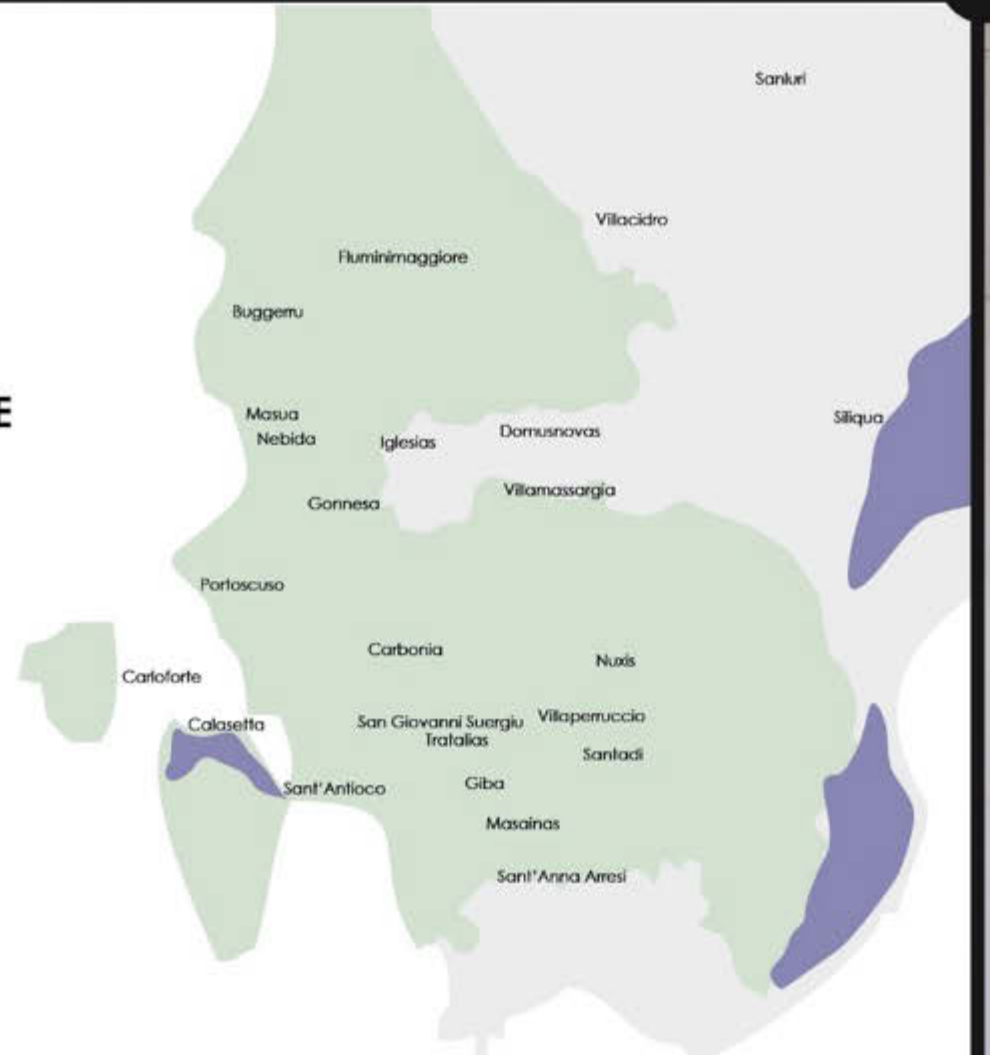 Sanluri
Villacidro
Fluminimaggiore
Buggerru
E
Masua
Siliqua
Domusnovas
Nebida
Iglesias
Villamassargia
Gonnesa
Portoscuso
Carbonia
Nuxis
Carloforte
Villaperruccio
San Giovanni Suergiu
Calasetta
Tratalias
Santadi
Giba
Sant'Antioco
Masainas
Sant'Anna Arresi